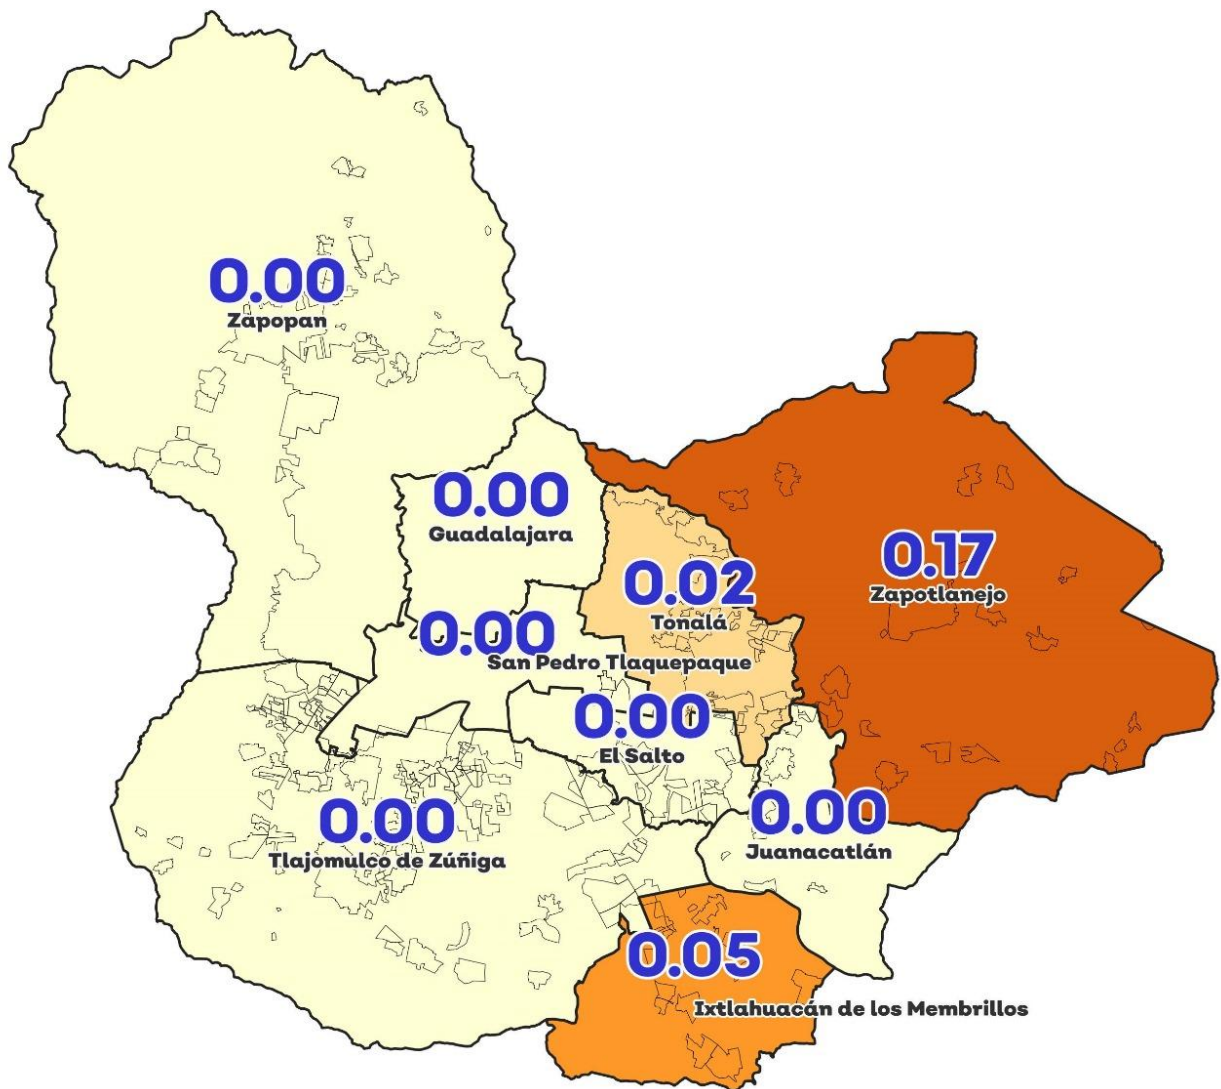 0.00
Zapopan
0.00
Guadalajara
0.17
Zapotlanejo
0.02
Tonalá
0.00
San Pedro Tlaquepaque
0.00
El Salto
0.00
Tlajomulco de Zúñiga
0.00
Juanacatlán
0.05
Ixtlahuacán de los Membrillos